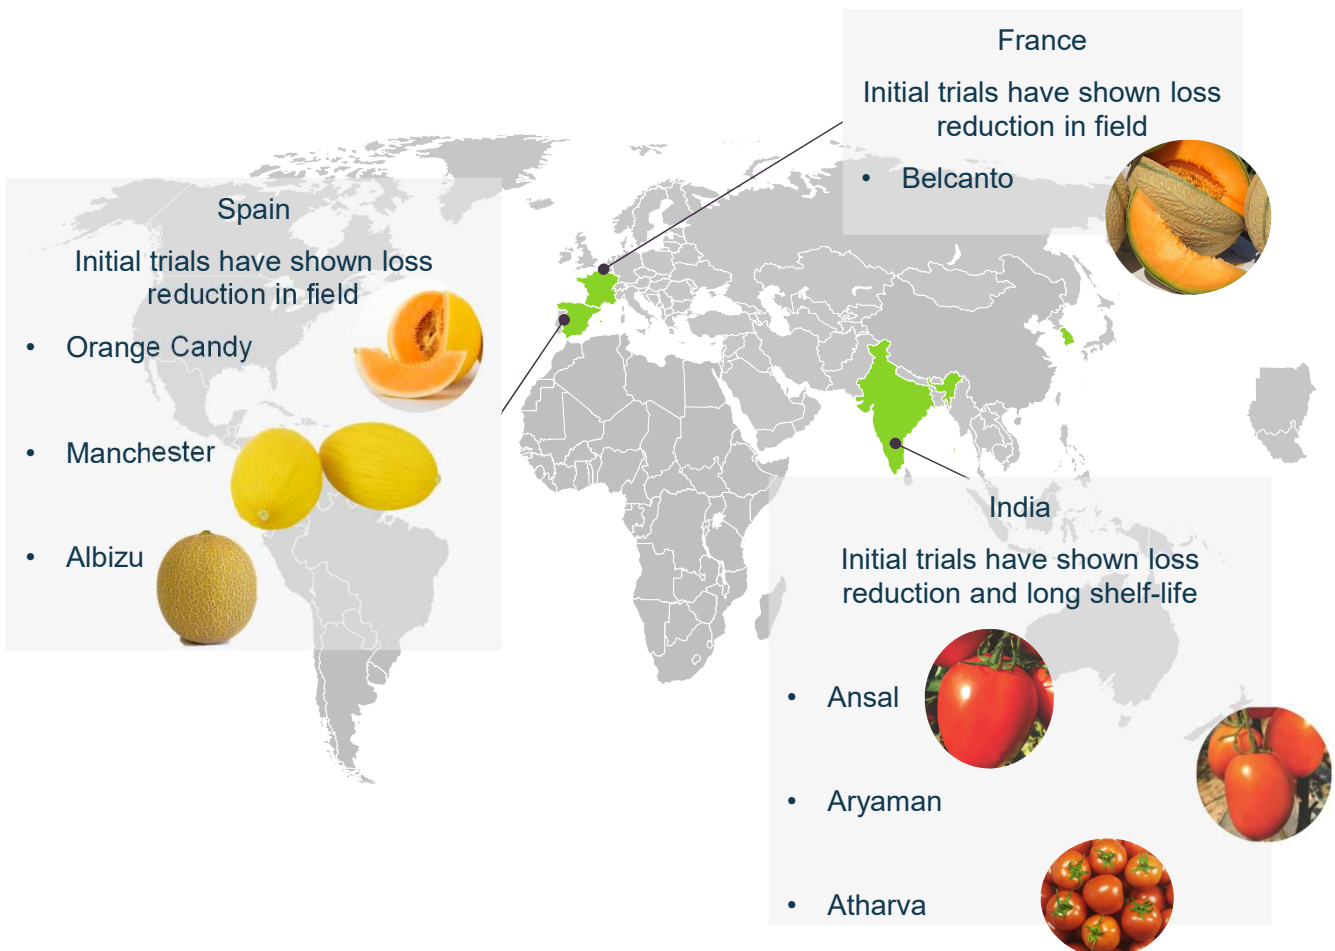 France
Initial trials have shown loss
reduction in field
• Belcanto
Spain
Initial trials have shown loss
reduction in field
• Orange Candy
• Manchester
• Albizu
India
Initial trials have shown loss
reduction and long shelf-life
• Ansal
• Aryaman
• Atharva